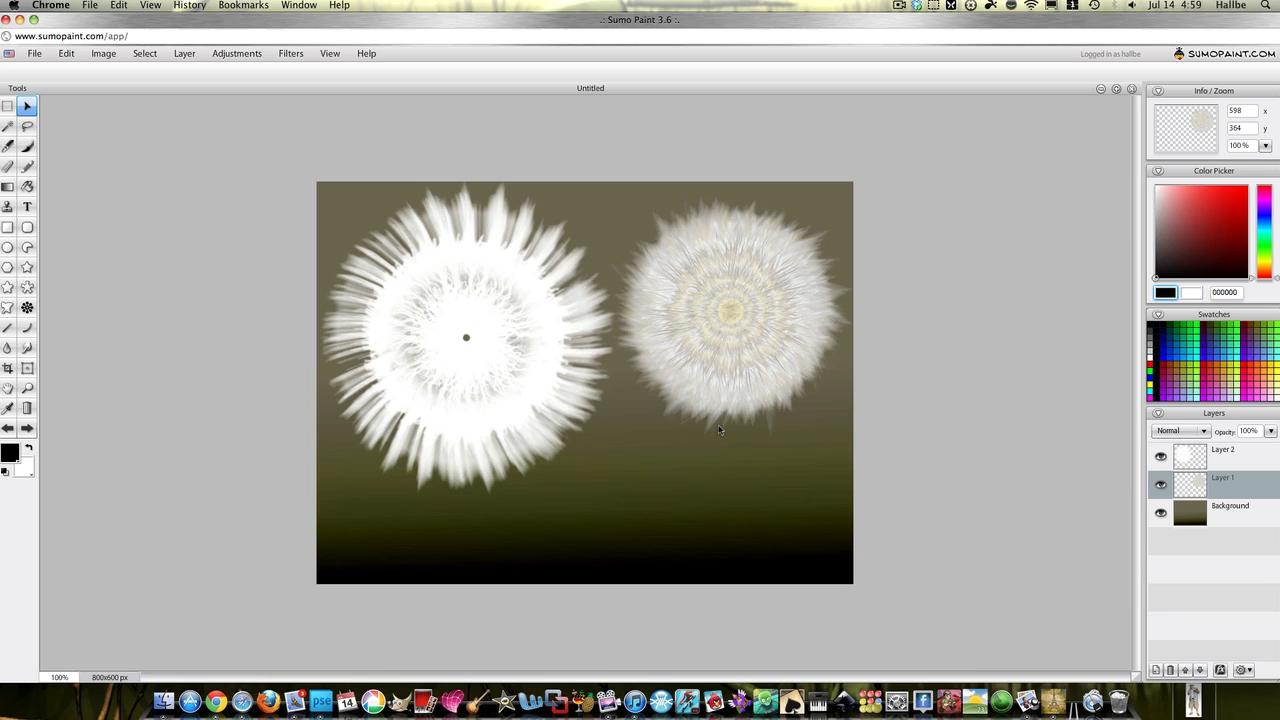 Chrome File Edit View History Bookmarks Window Help Jul 14 4:59 Hallbe
.: Sumo Paint 3.6 :.
www.sumopaint.com/app/
File Edit Image Select Layer Adjustments Filters View Help Logged in as hallbe SUMOPAINT.COM
Tools Untitled Info / Zoom
598 x
364 y
100 %
Color Picker
000000
Swatches
Layers
Normal Opacity: 100%
Layer 2
Layer 1
Background
100% 800x600 px